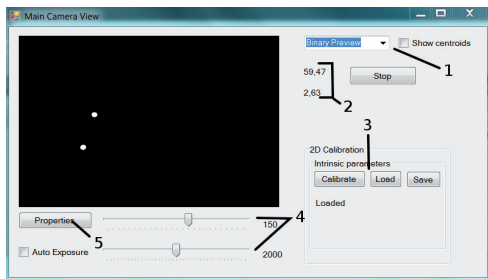 Main Camera View
Binary Preview
Show centroids
1
59,47
Stop
2,63
2
3
2D Calibration
Intrinsic parameters
Calibrate Load Save
Loaded
Properties
150
4
5
Auto Exposure
2000